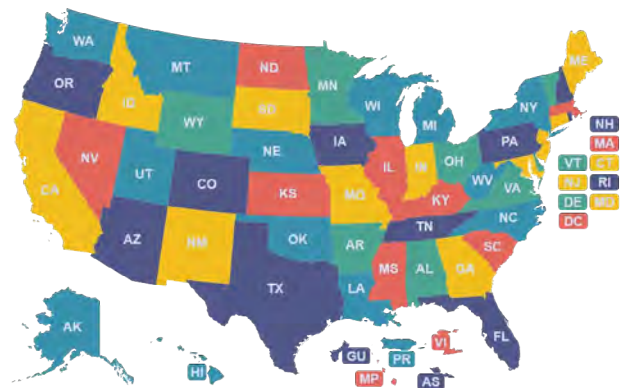 WA
MT
ND
MN
ME
OR
ID
WY
SD
WI
MI
NY
NH
MA
VT
CT
NJ
RI
DE
MD
DC
NV
UT
CO
NE
IA
IL
IN
OH
PA
WV
VA
CA
AZ
NM
KS
MO
KY
TN
NC
OK
AR
SC
TX
LA
MS
AL
GA
FL
AK
HI
GU
PR
VI
MP
AS